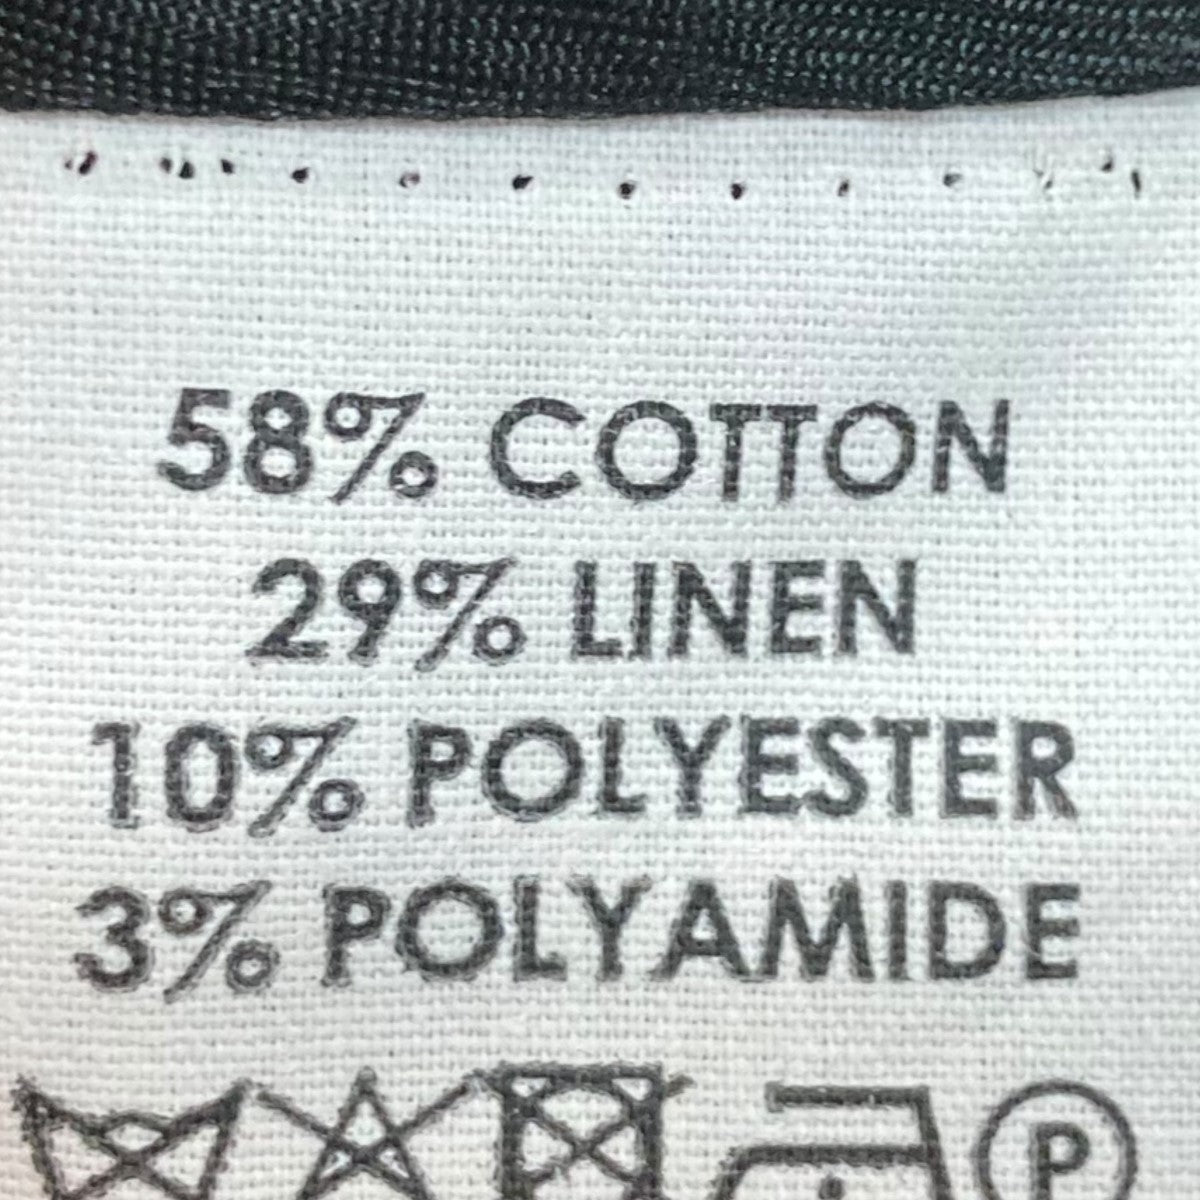 58% COTTON
29% LINEN
10% POLYESTER
3% POLYAMIDE
P